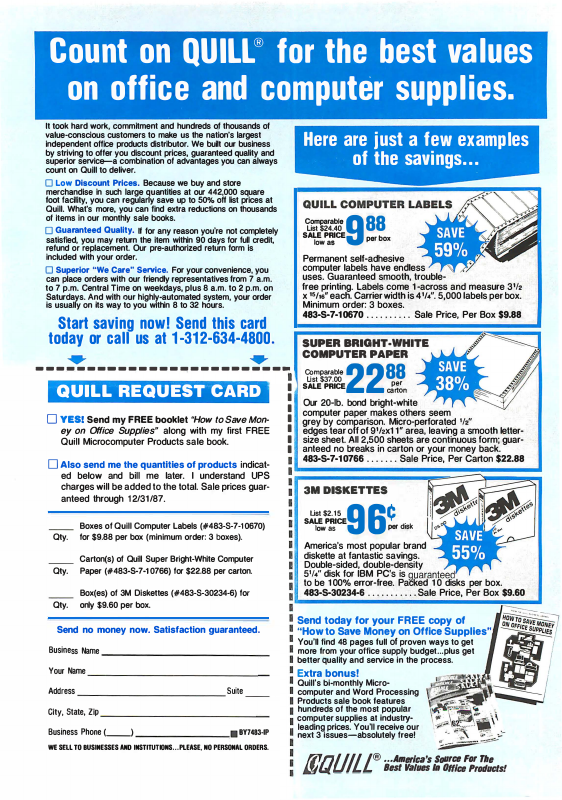 Count on QUILL® for the best values
on office and computer supplies.
It took hard work, commitment and hundreds of thousands of
value-conscious customers to make us the nation's largest
independent office products distributor. We built our business
by striving to offer you discount prices, guaranteed quality and
superior service—a combination of advantages you can always
count on Quill to deliver.
Low Discount Prices. Because we buy and store
merchandise in such large quantities at our 442,000 square
foot facility, you can regularly save up to 50% off list prices at
Quill. What's more, you can find extra reductions on thousands
of items in our monthly sale books.
Guaranteed Quality. If for any reason you're not completely
satisfied, you may return the item within 90 days for full credit,
refund or replacement. Our pre-authorized return form is
included with your order.
Superior "We Care" Service. For your convenience, you
can place orders with our friendly representatives from 7 a.m.
to 7 p.m. Central Time on weekdays, plus 8 a.m. to 2 p.m. on
Saturdays. And with our highly-automated system, your order
is usually on its way to you within 8 to 32 hours.
Start saving now! Send this card
today or call us at 1-312-634-4800.
QUILL REQUEST CARD
YES! Send my FREE booklet "How to Save Mon-
ey on Office Supplies" along with my first FREE
Quill Microcomputer Products sale book.
Also send me the quantities of products indicat-
ed below and bill me later. I understand UPS
charges will be added to the total. Sale prices guar-
anteed through 12/31/87.
Boxes of Quill Computer Labels (#483-S-7-10670)
Qty. for $9.88 per box (minimum order: 3 boxes).
Carton(s) of Quill Super Bright-White Computer
Qty. Paper (#483-S-7-10766) for $22.88 per carton.
Box(es) of 3M Diskettes (#483-S-30234-6) for
Qty. only $9.60 per box.
Send no money now. Satisfaction guaranteed.
Business Name
Your Name
Address Suite
City, State, Zip
Business Phone ( ) BY7483-IP
WE SELL TO BUSINESSES AND INSTITUTIONS...PLEASE, NO PERSONAL ORDERS.
Here are just a few examples
of the savings...
QUILL COMPUTER LABELS
Comparable
List $24.40
SALE PRICE
low as
9.88
per box
SAVE
59%
Permanent self-adhesive
computer labels have endless
uses. Guaranteed smooth, trouble-
free printing. Labels come 1-across and measure 3½
x 15/16" each. Carrier width is 4¼". 5,000 labels per box.
Minimum order: 3 boxes.
483-S-7-10670 . . . . . . . . . . Sale Price, Per Box $9.88
SUPER BRIGHT-WHITE
COMPUTER PAPER
Comparable
List $37.00
SALE PRICE
22.88
per
carton
SAVE
38%
Our 20-lb. bond bright-white
computer paper makes others seem
grey by comparison. Micro-perforated ½"
edges tear off of 9½x11" area, leaving a smooth letter-
size sheet. All 2,500 sheets are continuous form; guar-
anteed no breaks in carton or your money back.
483-S-7-10766 . . . . . . . Sale Price, Per Carton $22.88
3M DISKETTES
List $2.15
SALE PRICE
low as
96¢
per disk
3M
diskettes
3M
diskettes
SAVE
55%
America's most popular brand
diskette at fantastic savings.
Double-sided, double-density
5¼" disk for IBM PC's is guaranteed
to be 100% error-free. Packed 10 disks per box.
483-S-30234-6 . . . . . . . . . . Sale Price, Per Box $9.60
Send today for your FREE copy of
"How to Save Money on Office Supplies"
You'll find 48 pages full of proven ways to get
more from your office supply budget...plus get
better quality and service in the process.
HOW TO SAVE MONEY
ON OFFICE SUPPLIES
Extra bonus!
Quill's bi-monthly Micro-
computer and Word Processing
Products sale book features
hundreds of the most popular
computer supplies at industry-
leading prices. You'll receive our
next 3 issues—absolutely free!
QUILL® ...America's Source For The
Best Values In Office Products!